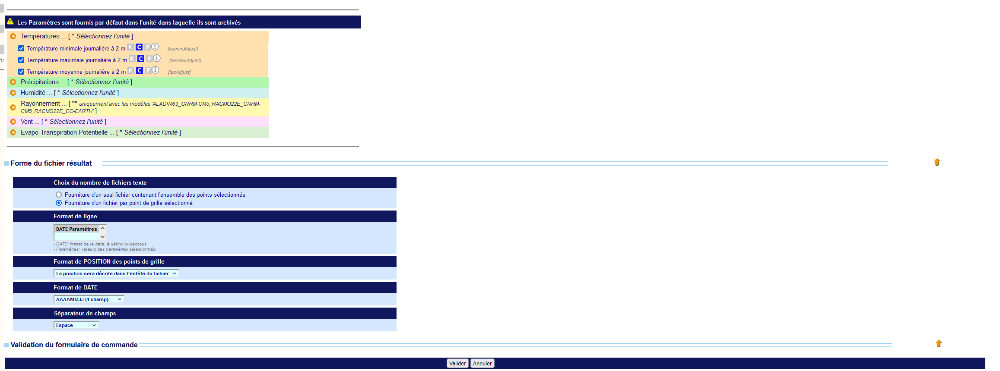 Les Paramètres sont fournis par défaut dans l'unité dans laquelle ils sont archivés
Températures ... [ * Sélectionnez l'unité ]
Température minimale journalière à 2 m K C F i [tasminAdjust]
Température maximale journalière à 2 m K C F i [tasmaxAdjust]
Température moyenne journalière à 2 m K C F i [tasAdjust]
Précipitations ... [ * Sélectionnez l'unité ]
Humidité ... [ * Sélectionnez l'unité ]
Rayonnement ... [ ** uniquement avec les modèles 'ALADIN63_CNRM-CM5, RACMO22E_CNRM-
CM5, RACMO22E_EC-EARTH' ]
Vent ... [ * Sélectionnez l'unité ]
Evapo-Transpiration Potentielle ... [ * Sélectionnez l'unité ]
Forme du fichier résultat
Choix du nombre de fichiers texte
Fourniture d'un seul fichier contenant l'ensemble des points sélectionnés
Fourniture d'un fichier par point de grille sélectionné
Format de ligne
DATE Paramètres
- DATE: format de la date, à définir ci-dessous.
- Paramètres: valeurs des paramètres sélectionnés.
Format de POSITION des points de grille
La position sera décrite dans l'entête du fichier
Format de DATE
AAAAMMJJ (1 champ)
Séparateur de champs
Espace
Validation du formulaire de commande
Valider Annuler